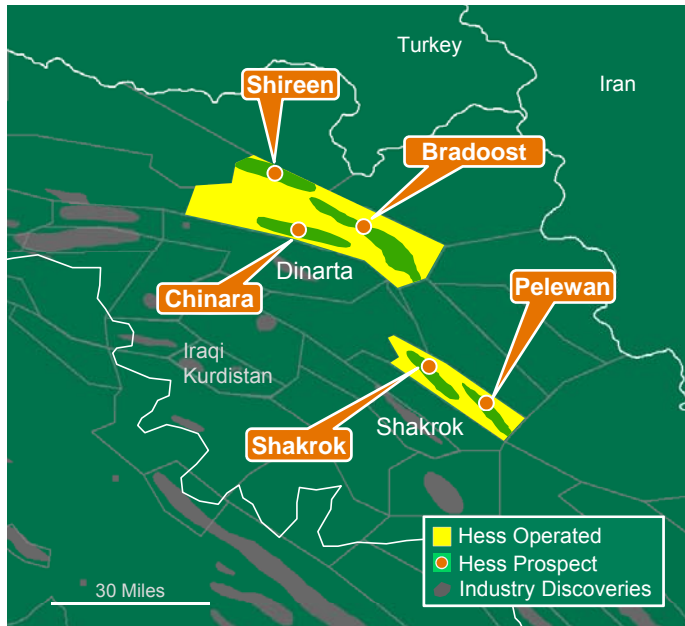 Turkey
Iran
Shireen
Bradoost
Dinarta
Chinara
Pelewan
Iraqi
Kurdistan
Shakrok
Shakrok
Hess Operated
Hess Prospect
Industry Discoveries
30 Miles